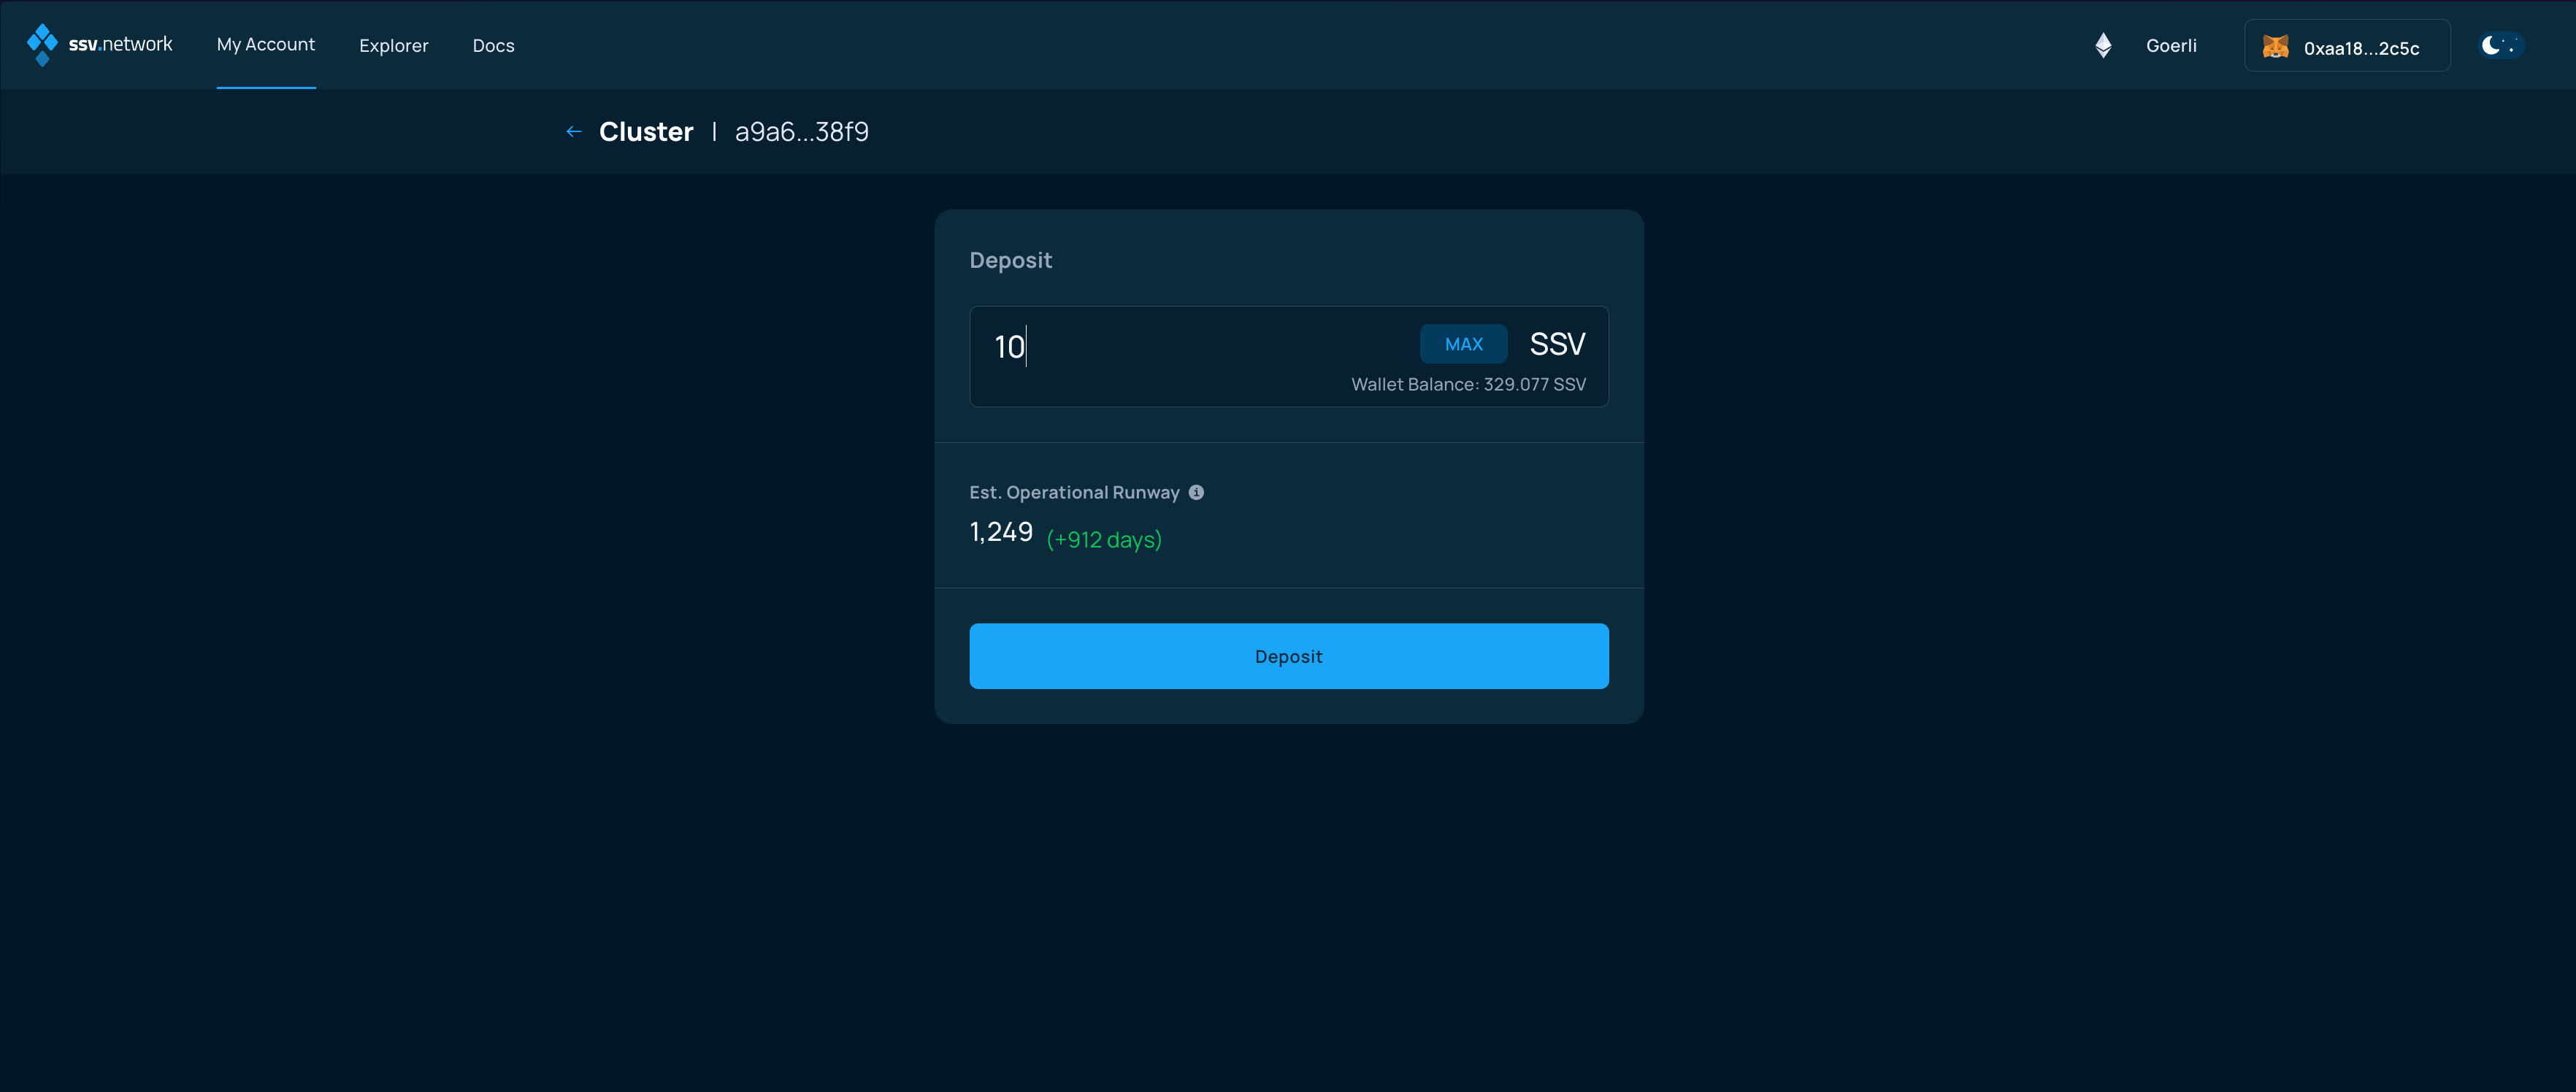 ssv.network My Account Explorer Docs Goerli 0xaa18...2c5c
Cluster | a9a6...38f9
Deposit
10 MAX SSV
Wallet Balance: 329.077 SSV
Est. Operational Runway
1,249 (+912 days)
Deposit